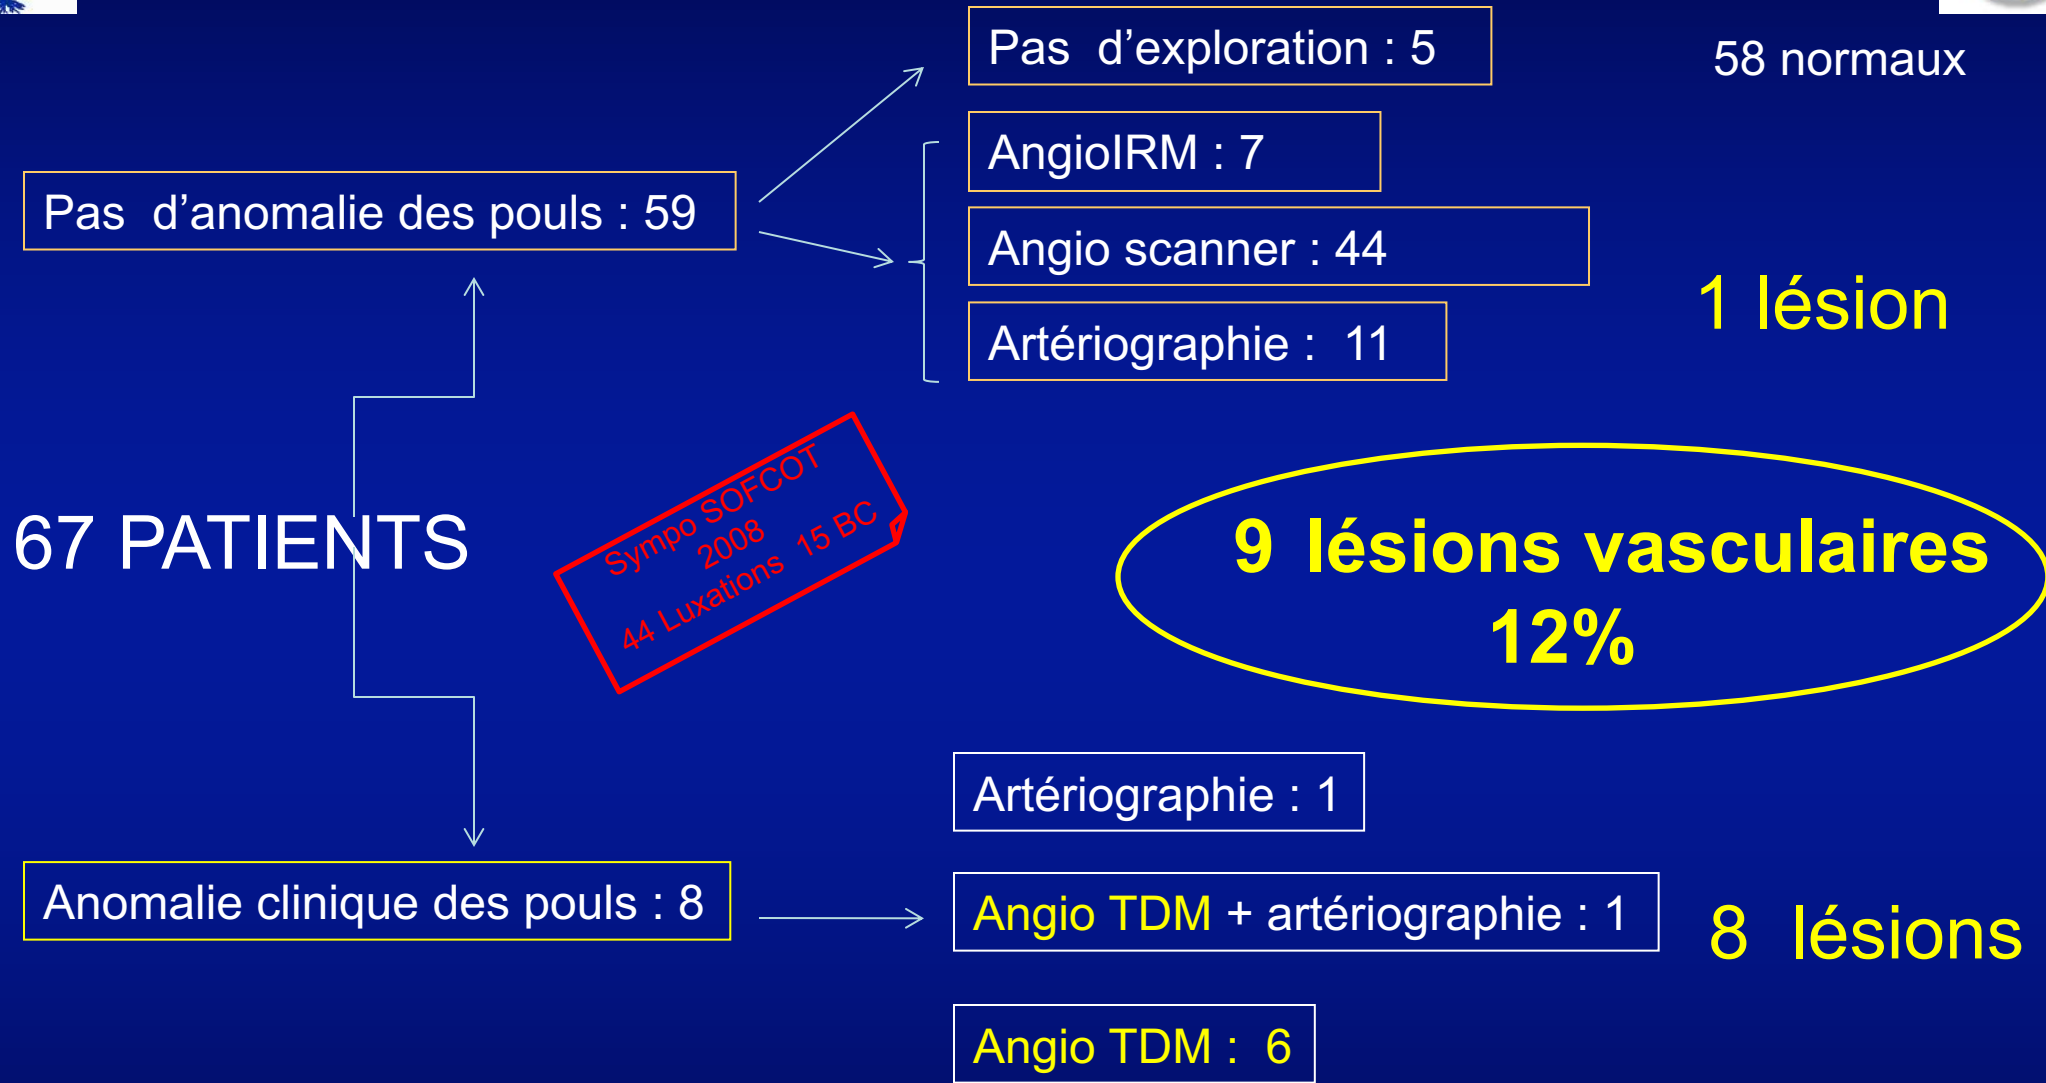 Pas d’exploration : 5
58 normaux
AngioIRM : 7
Pas d’anomalie des pouls : 59
Angio scanner : 44
1 lésion
Artériographie : 11
67 PATIENTS
Sympo SOFCOT
2008
44 Luxations 15 BC
9 lésions vasculaires
12%
Artériographie : 1
Anomalie clinique des pouls : 8
Angio TDM + artériographie : 1
8 lésions
Angio TDM : 6